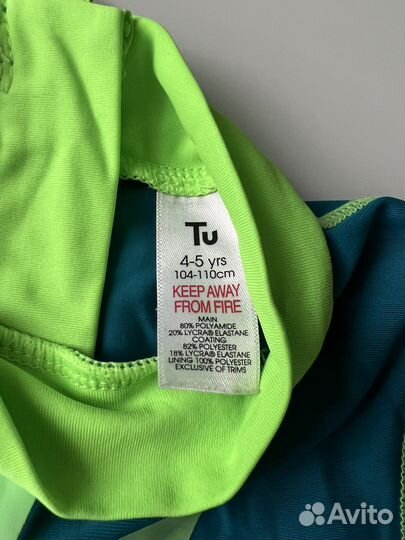 Tu
4-5 yrs
104-110cm
KEEP AWAY
FROM FIRE
MAIN
80% POLYAMIDE
20% LYCRA® ELASTANE
COATING
82% POLYESTER
18% LYCRA® ELASTANE
LINING 100% POLYESTER
EXCLUSIVE OF TRIMS
Avito